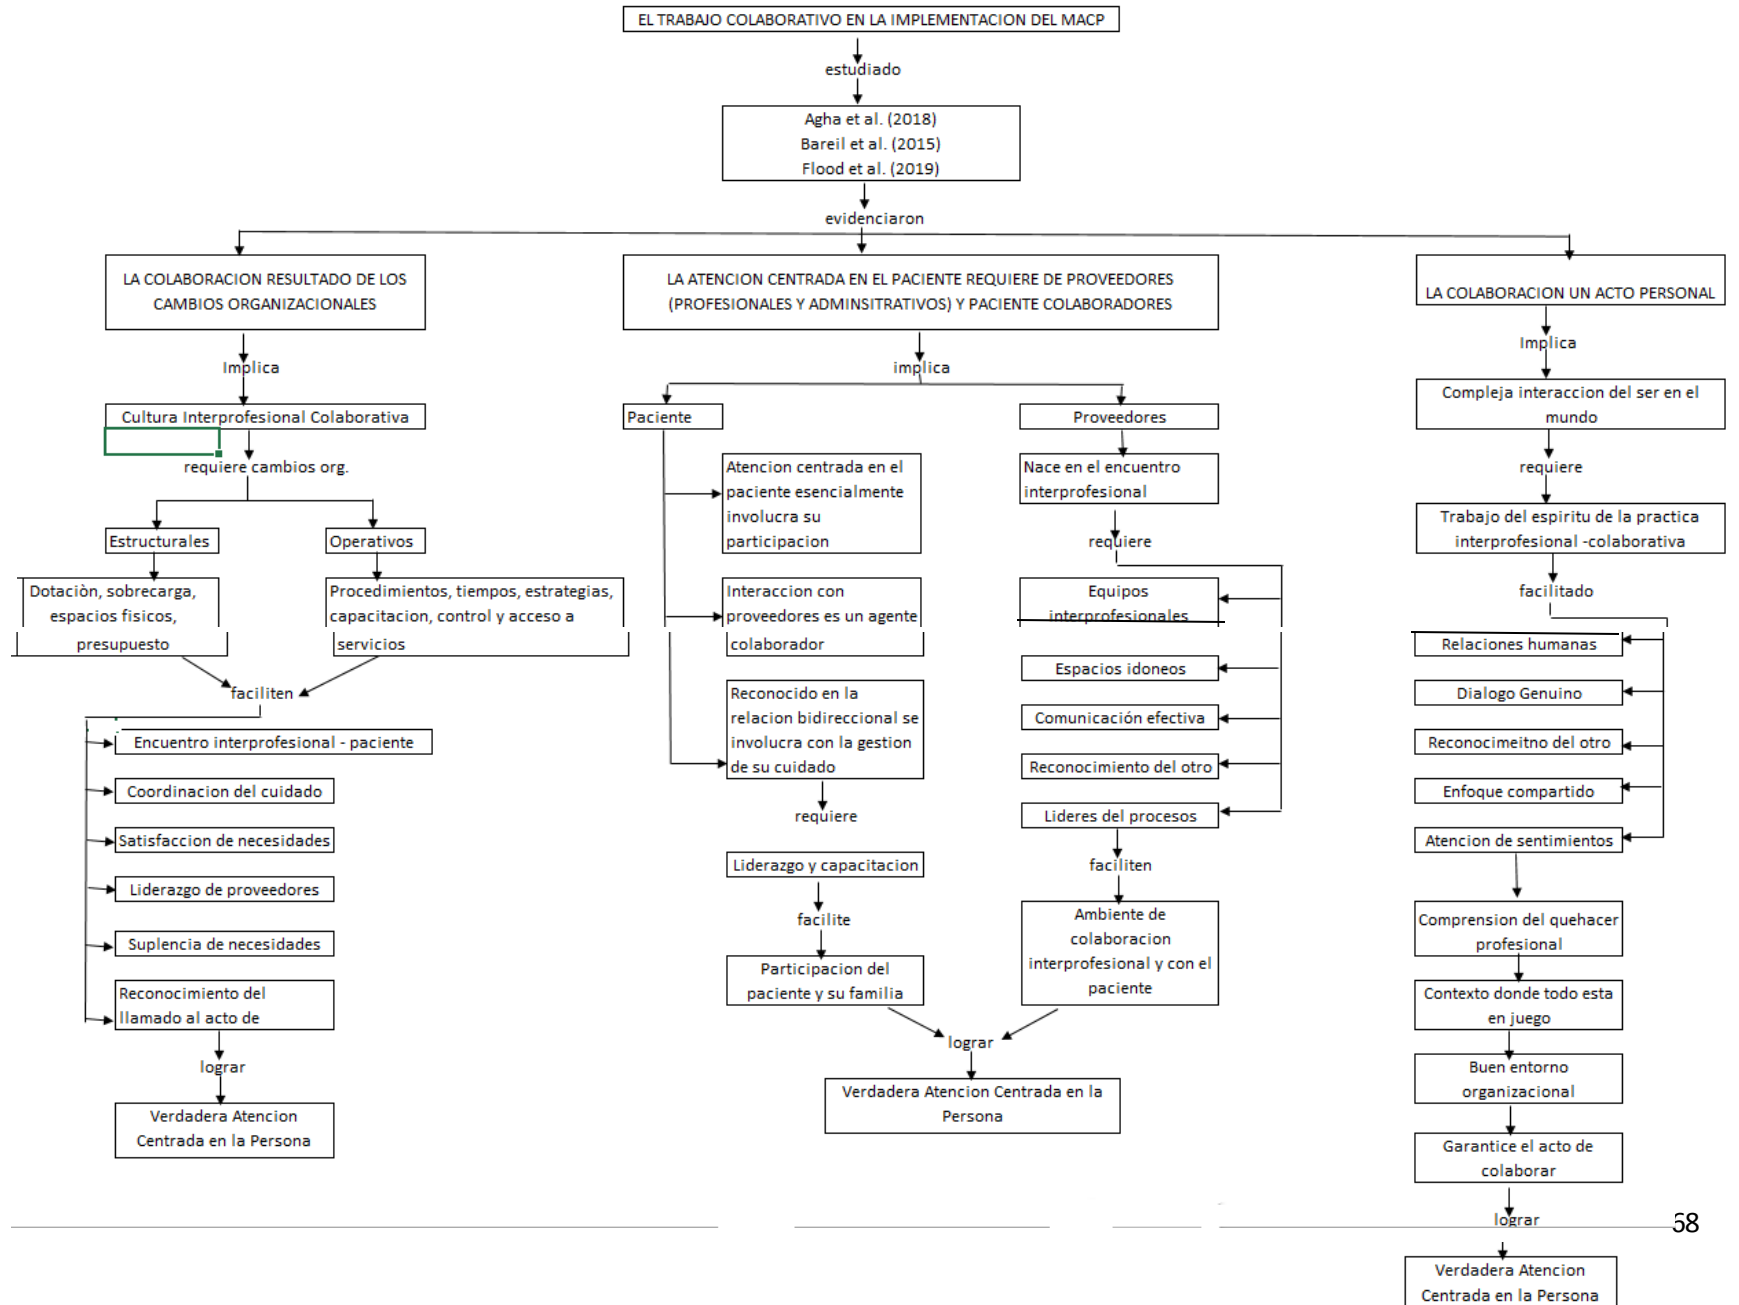 EL TRABAJO COLABORATIVO EN LA IMPLEMENTACION DEL MACP
estudiado
Agha et al. (2018)
Bareil et al. (2015)
Flood et al. (2019)
evidenciaron
LA COLABORACION RESULTADO DE LOS
CAMBIOS ORGANIZACIONALES
Implica
Cultura Interprofesional Colaborativa
requiere cambios org.
Estructurales
Operativos
Dotaciòn, sobrecarga,
espacios fisicos,
presupuesto
Procedimientos, tiempos, estrategias,
capacitacion, control y acceso a
servicios
faciliten
Encuentro interprofesional - paciente
Coordinacion del cuidado
Satisfaccion de necesidades
Liderazgo de proveedores
Suplencia de necesidades
Reconocimiento del
llamado al acto de
lograr
Verdadera Atencion
Centrada en la Persona
LA ATENCION CENTRADA EN EL PACIENTE REQUIERE DE PROVEEDORES
(PROFESIONALES Y ADMINSITRATIVOS) Y PACIENTE COLABORADORES
implica
Paciente
Atencion centrada en el
paciente esencialmente
involucra su
participacion
Interaccion con
proveedores es un agente
colaborador
Reconocido en la
relacion bidireccional se
involucra con la gestion
de su cuidado
requiere
Liderazgo y capacitacion
facilite
Participacion del
paciente y su familia
Proveedores
Nace en el encuentro
interprofesional
requiere
Equipos
interprofesionales
Espacios idoneos
Comunicación efectiva
Reconocimiento del otro
Lideres del procesos
faciliten
Ambiente de
colaboracion
interprofesional y con el
paciente
lograr
Verdadera Atencion Centrada en la
Persona
LA COLABORACION UN ACTO PERSONAL
Implica
Compleja interaccion del ser en el
mundo
requiere
Trabajo del espiritu de la practica
interprofesional -colaborativa
facilitado
Relaciones humanas
Dialogo Genuino
Reconocimeitno del otro
Enfoque compartido
Atencion de sentimientos
Comprension del quehacer
profesional
Contexto donde todo esta
en juego
Buen entorno
organizacional
Garantice el acto de
colaborar
lograr
68
Verdadera Atencion
Centrada en la Persona